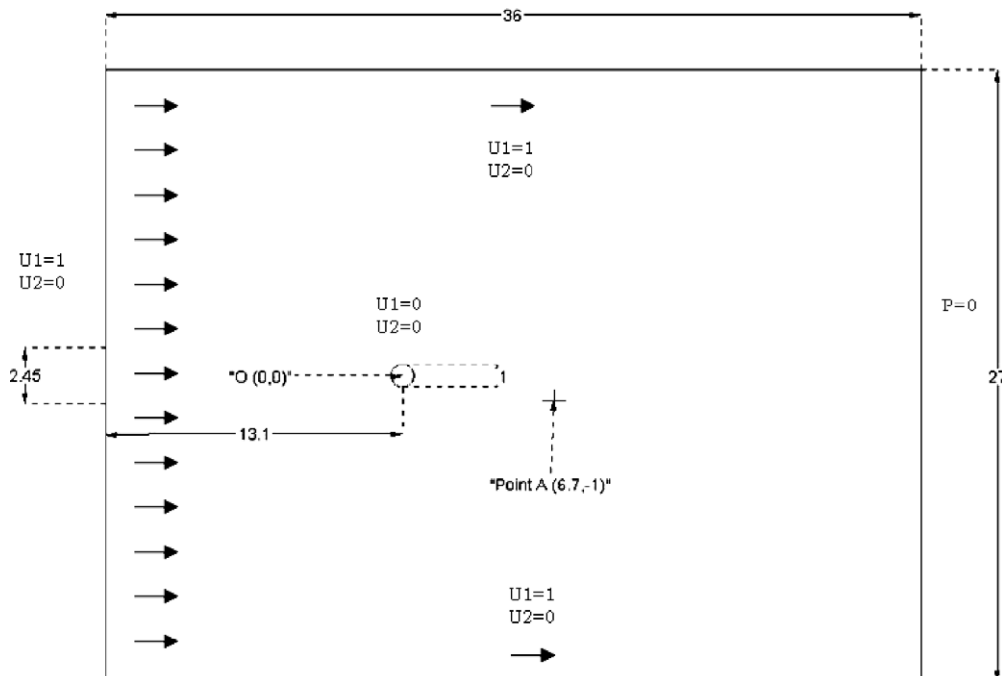 36
U1=1
U2=0
U1=1
U2=0
U1=0
U2=0
P=0
2.45
"O (0,0)"
1
27
13.1
"Point A (6.7,-1)"
U1=1
U2=0